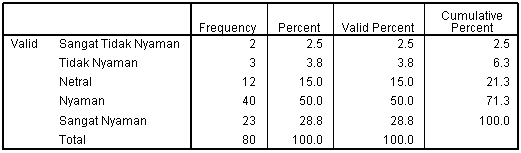 Frequency Percent Valid Percent Cumulative Percent
Valid Sangat Tidak Nyaman 2 2.5 2.5 2.5
Tidak Nyaman 3 3.8 3.8 6.3
Netral 12 15.0 15.0 21.3
Nyaman 40 50.0 50.0 71.3
Sangat Nyaman 23 28.8 28.8 100.0
Total 80 100.0 100.0